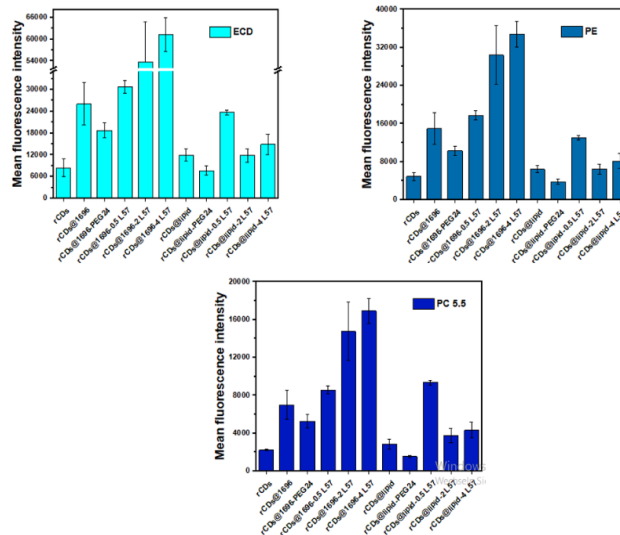 Mean fluorescence intensity
66000
60000
54000
30000
24000
18000
12000
6000
0
ECD
rCDs
rCDs@1696
rCDs@1696-PEG24
rCDs@1696-0.5 L57
rCDs@1696-2 L57
rCDs@1696-4 L57
rCDs@lipid
rCDs@lipid-PEG24
rCDs@lipid-0.5 L57
rCDs@lipid-2L57
rCDs@lipid-4 L57
Mean fluorescence intensity
40000
32000
24000
16000
8000
0
PE
rCDs
rCDs@1696
rCDs@1696-PEG24
rCDs@1696-0.5 L57
rCDs@1696-2 L57
rCDs@1696-4 L57
rCDs@lipid
rCDs@lipid-PEG24
rCDs@lipid-0.5 L57
rCDs@lipid-2 L57
rCDs@lipid-4 L57
Mean fluorescence intensity
20000
16000
12000
8000
4000
0
PC 5.5
rCDs
rCDs@1696
rCDs@1696-PEG24
rCDs@1696-0.5 L57
rCDs@1696-2 L57
rCDs@1696-4 L57
rCDs@lipid
rCDs@lipid-PEG24
rCDs@lipid-0.5 L57
rCDs@lipid-2 L57
rCDs@lipid-4 L57
Windows